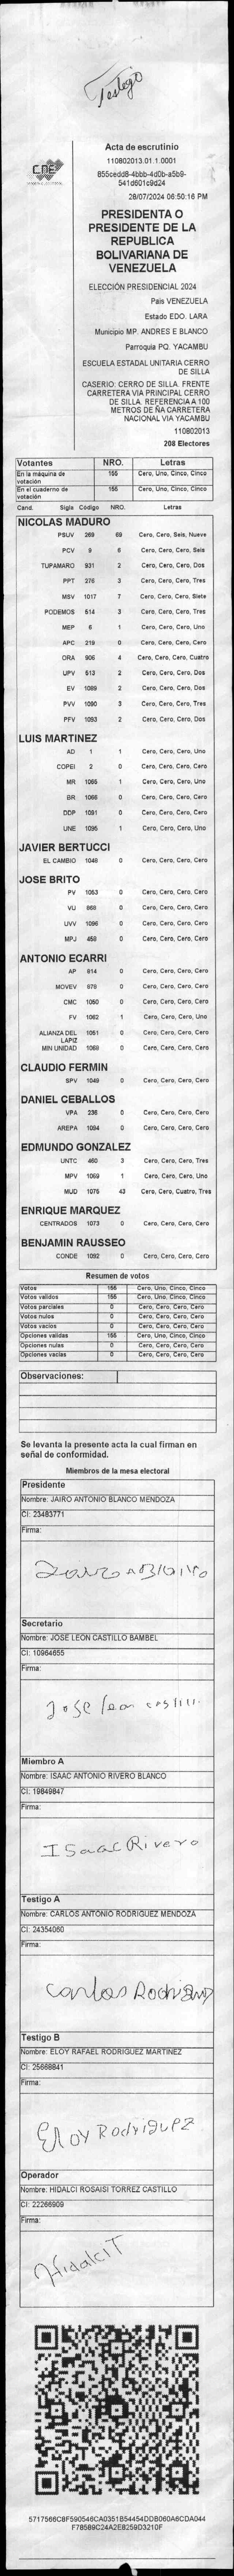 Testigo
CNE
Acta de escrutinio
110802013.01.1.0001
855cedd8-4bbb-4d0b-a5b9-
541d601c9d24
28/07/2024 06:50:16 PM
PRESIDENTA O
PRESIDENTE DE LA
REPUBLICA
BOLIVARIANA DE
VENEZUELA
ELECCIÓN PRESIDENCIAL 2024
Pais VENEZUELA
Estado EDO. LARA
Municipio MP. ANDRES E BLANCO
Parroquia PQ. YACAMBU
ESCUELA ESTADAL UNITARIA CERRO
DE SILLA
CASERIO: CERRO DE SILLA. FRENTE
CARRETERA VIA PRINCIPAL CERRO
DE SILLA. REFERENCIA A 100
METROS DE ÑA CARRETERA
NACIONAL VIA YACAMBU
110802013
208 Electores
Votantes NRO. Letras
En la máquina de votación 155 Cero, Uno, Cinco, Cinco
En el cuaderno de votación 155 Cero, Uno, Cinco, Cinco
Cand. Sigla Código NRO. Letras
NICOLAS MADURO
PSUV 269 69 Cero, Cero, Seis, Nueve
PCV 9 6 Cero, Cero, Cero, Seis
TUPAMARO 931 2 Cero, Cero, Cero, Dos
PPT 276 3 Cero, Cero, Cero, Tres
MSV 1017 7 Cero, Cero, Cero, Siete
PODEMOS 514 3 Cero, Cero, Cero, Tres
MEP 6 1 Cero, Cero, Cero, Uno
APC 219 0 Cero, Cero, Cero, Cero
ORA 906 4 Cero, Cero, Cero, Cuatro
UPV 513 2 Cero, Cero, Cero, Dos
EV 1089 2 Cero, Cero, Cero, Dos
PVV 1090 3 Cero, Cero, Cero, Tres
PFV 1093 2 Cero, Cero, Cero, Dos
LUIS MARTINEZ
AD 1 1 Cero, Cero, Cero, Uno
COPEI 2 0 Cero, Cero, Cero, Cero
MR 1065 1 Cero, Cero, Cero, Uno
BR 1066 0 Cero, Cero, Cero, Cero
DDP 1091 0 Cero, Cero, Cero, Cero
UNE 1095 1 Cero, Cero, Cero, Uno
JAVIER BERTUCCI
EL CAMBIO 1048 0 Cero, Cero, Cero, Cero
JOSE BRITO
PV 1053 0 Cero, Cero, Cero, Cero
VU 868 0 Cero, Cero, Cero, Cero
UVV 1096 0 Cero, Cero, Cero, Cero
MPJ 458 0 Cero, Cero, Cero, Cero
ANTONIO ECARRI
AP 814 0 Cero, Cero, Cero, Cero
MOVEV 878 0 Cero, Cero, Cero, Cero
CMC 1050 0 Cero, Cero, Cero, Cero
FV 1062 1 Cero, Cero, Cero, Uno
ALIANZA DEL LAPIZ 1051 0 Cero, Cero, Cero, Cero
MIN UNIDAD 1069 0 Cero, Cero, Cero, Cero
CLAUDIO FERMIN
SPV 1049 0 Cero, Cero, Cero, Cero
DANIEL CEBALLOS
VPA 236 0 Cero, Cero, Cero, Cero
AREPA 1094 0 Cero, Cero, Cero, Cero
EDMUNDO GONZALEZ
UNTC 460 3 Cero, Cero, Cero, Tres
MPV 1069 1 Cero, Cero, Cero, Uno
MUD 1075 43 Cero, Cero, Cuatro, Tres
ENRIQUE MARQUEZ
CENTRADOS 1073 0 Cero, Cero, Cero, Cero
BENJAMIN RAUSSEO
CONDE 1092 0 Cero, Cero, Cero, Cero
Resumen de votos
Votos 155 Cero, Uno, Cinco, Cinco
Votos validos 155 Cero, Uno, Cinco, Cinco
Votos parciales 0 Cero, Cero, Cero, Cero
Votos nulos 0 Cero, Cero, Cero, Cero
Votos vacios 0 Cero, Cero, Cero, Cero
Opciones validas 155 Cero, Uno, Cinco, Cinco
Opciones nulas 0 Cero, Cero, Cero, Cero
Opciones vacias 0 Cero, Cero, Cero, Cero
Observaciones:
Se levanta la presente acta la cual firman en
señal de conformidad.
Miembros de la mesa electoral
Presidente
Nombre: JAIRO ANTONIO BLANCO MENDOZA
CI: 23483771
Firma:
Secretario
Nombre: JOSE LEON CASTILLO BAMBEL
CI: 10964655
Firma:
Jose leon castillo
Miembro A
Nombre: ISAAC ANTONIO RIVERO BLANCO
CI: 19849847
Firma:
ISaac Rivero
Testigo A
Nombre: CARLOS ANTONIO RODRIGUEZ MENDOZA
CI: 24354060
Firma:
Carlos Rodriguez
Testigo B
Nombre: ELOY RAFAEL RODRIGUEZ MARTINEZ
CI: 25668841
Firma:
Eloy Rodriguez
Operador
Nombre: HIDALCI ROSAISI TORREZ CASTILLO
CI: 22266909
Firma:
Hidalci T
5717566C8F590546CA0351B54454DDB060A6CDA044
F78589C24A2E8259D3210F